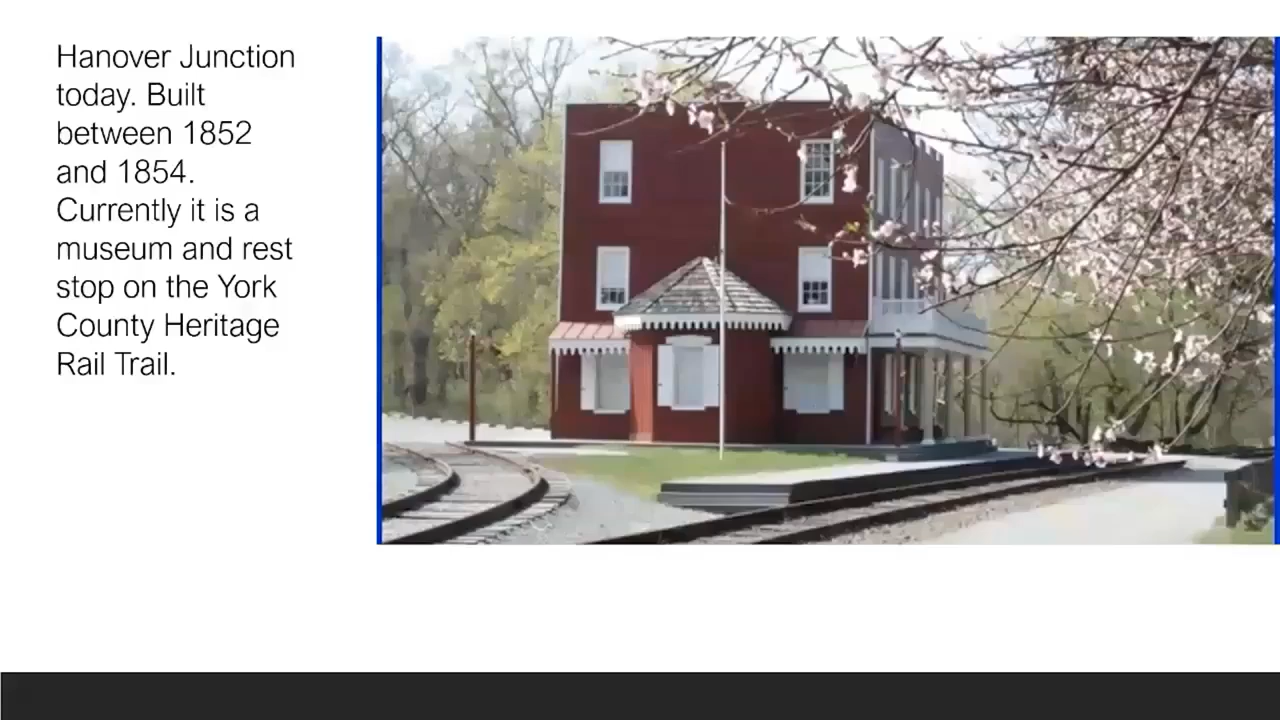 Hanover Junction
today. Built
between 1852
and 1854.
Currently it is a
museum and rest
stop on the York
County Heritage
Rail Trail.